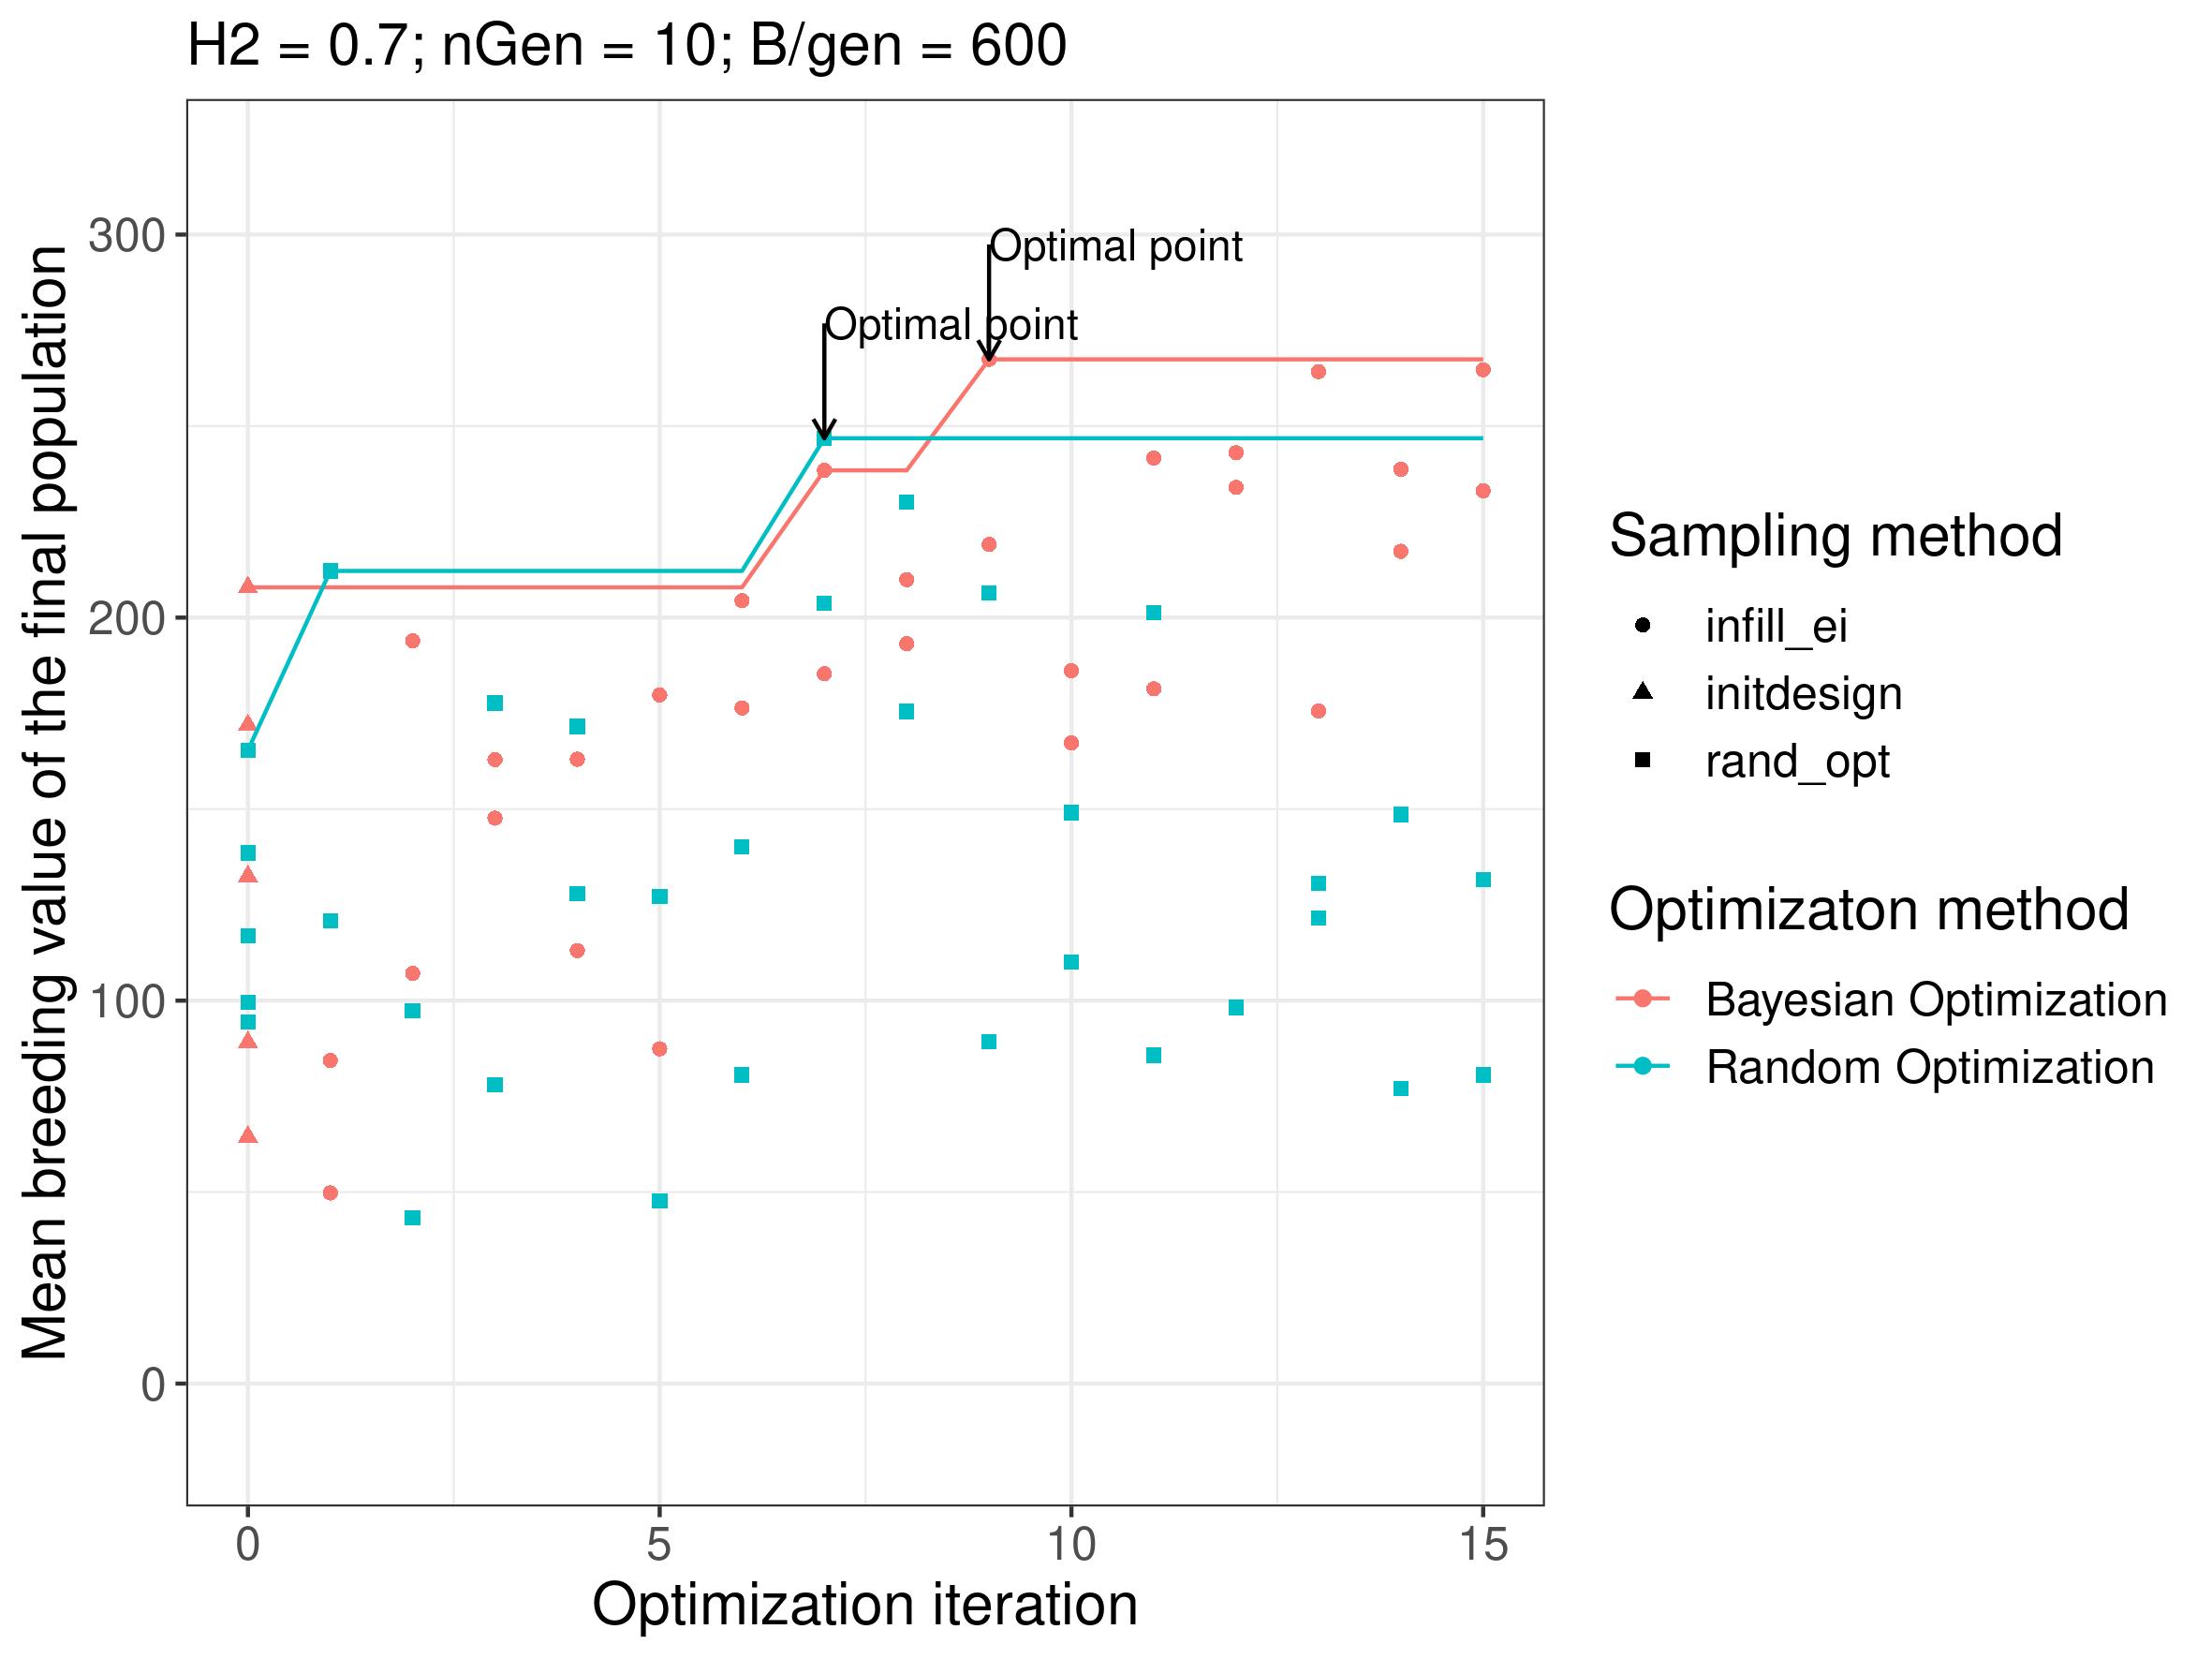 H2 = 0.7; nGen = 10; B/gen = 600
Mean breeding value of the final population
300
200
100
0
Optimal point
Optimal point
0
5
10
15
Optimization iteration
Sampling method
infill_ei
initdesign
rand_opt
Optimizaton method
Bayesian Optimization
Random Optimization